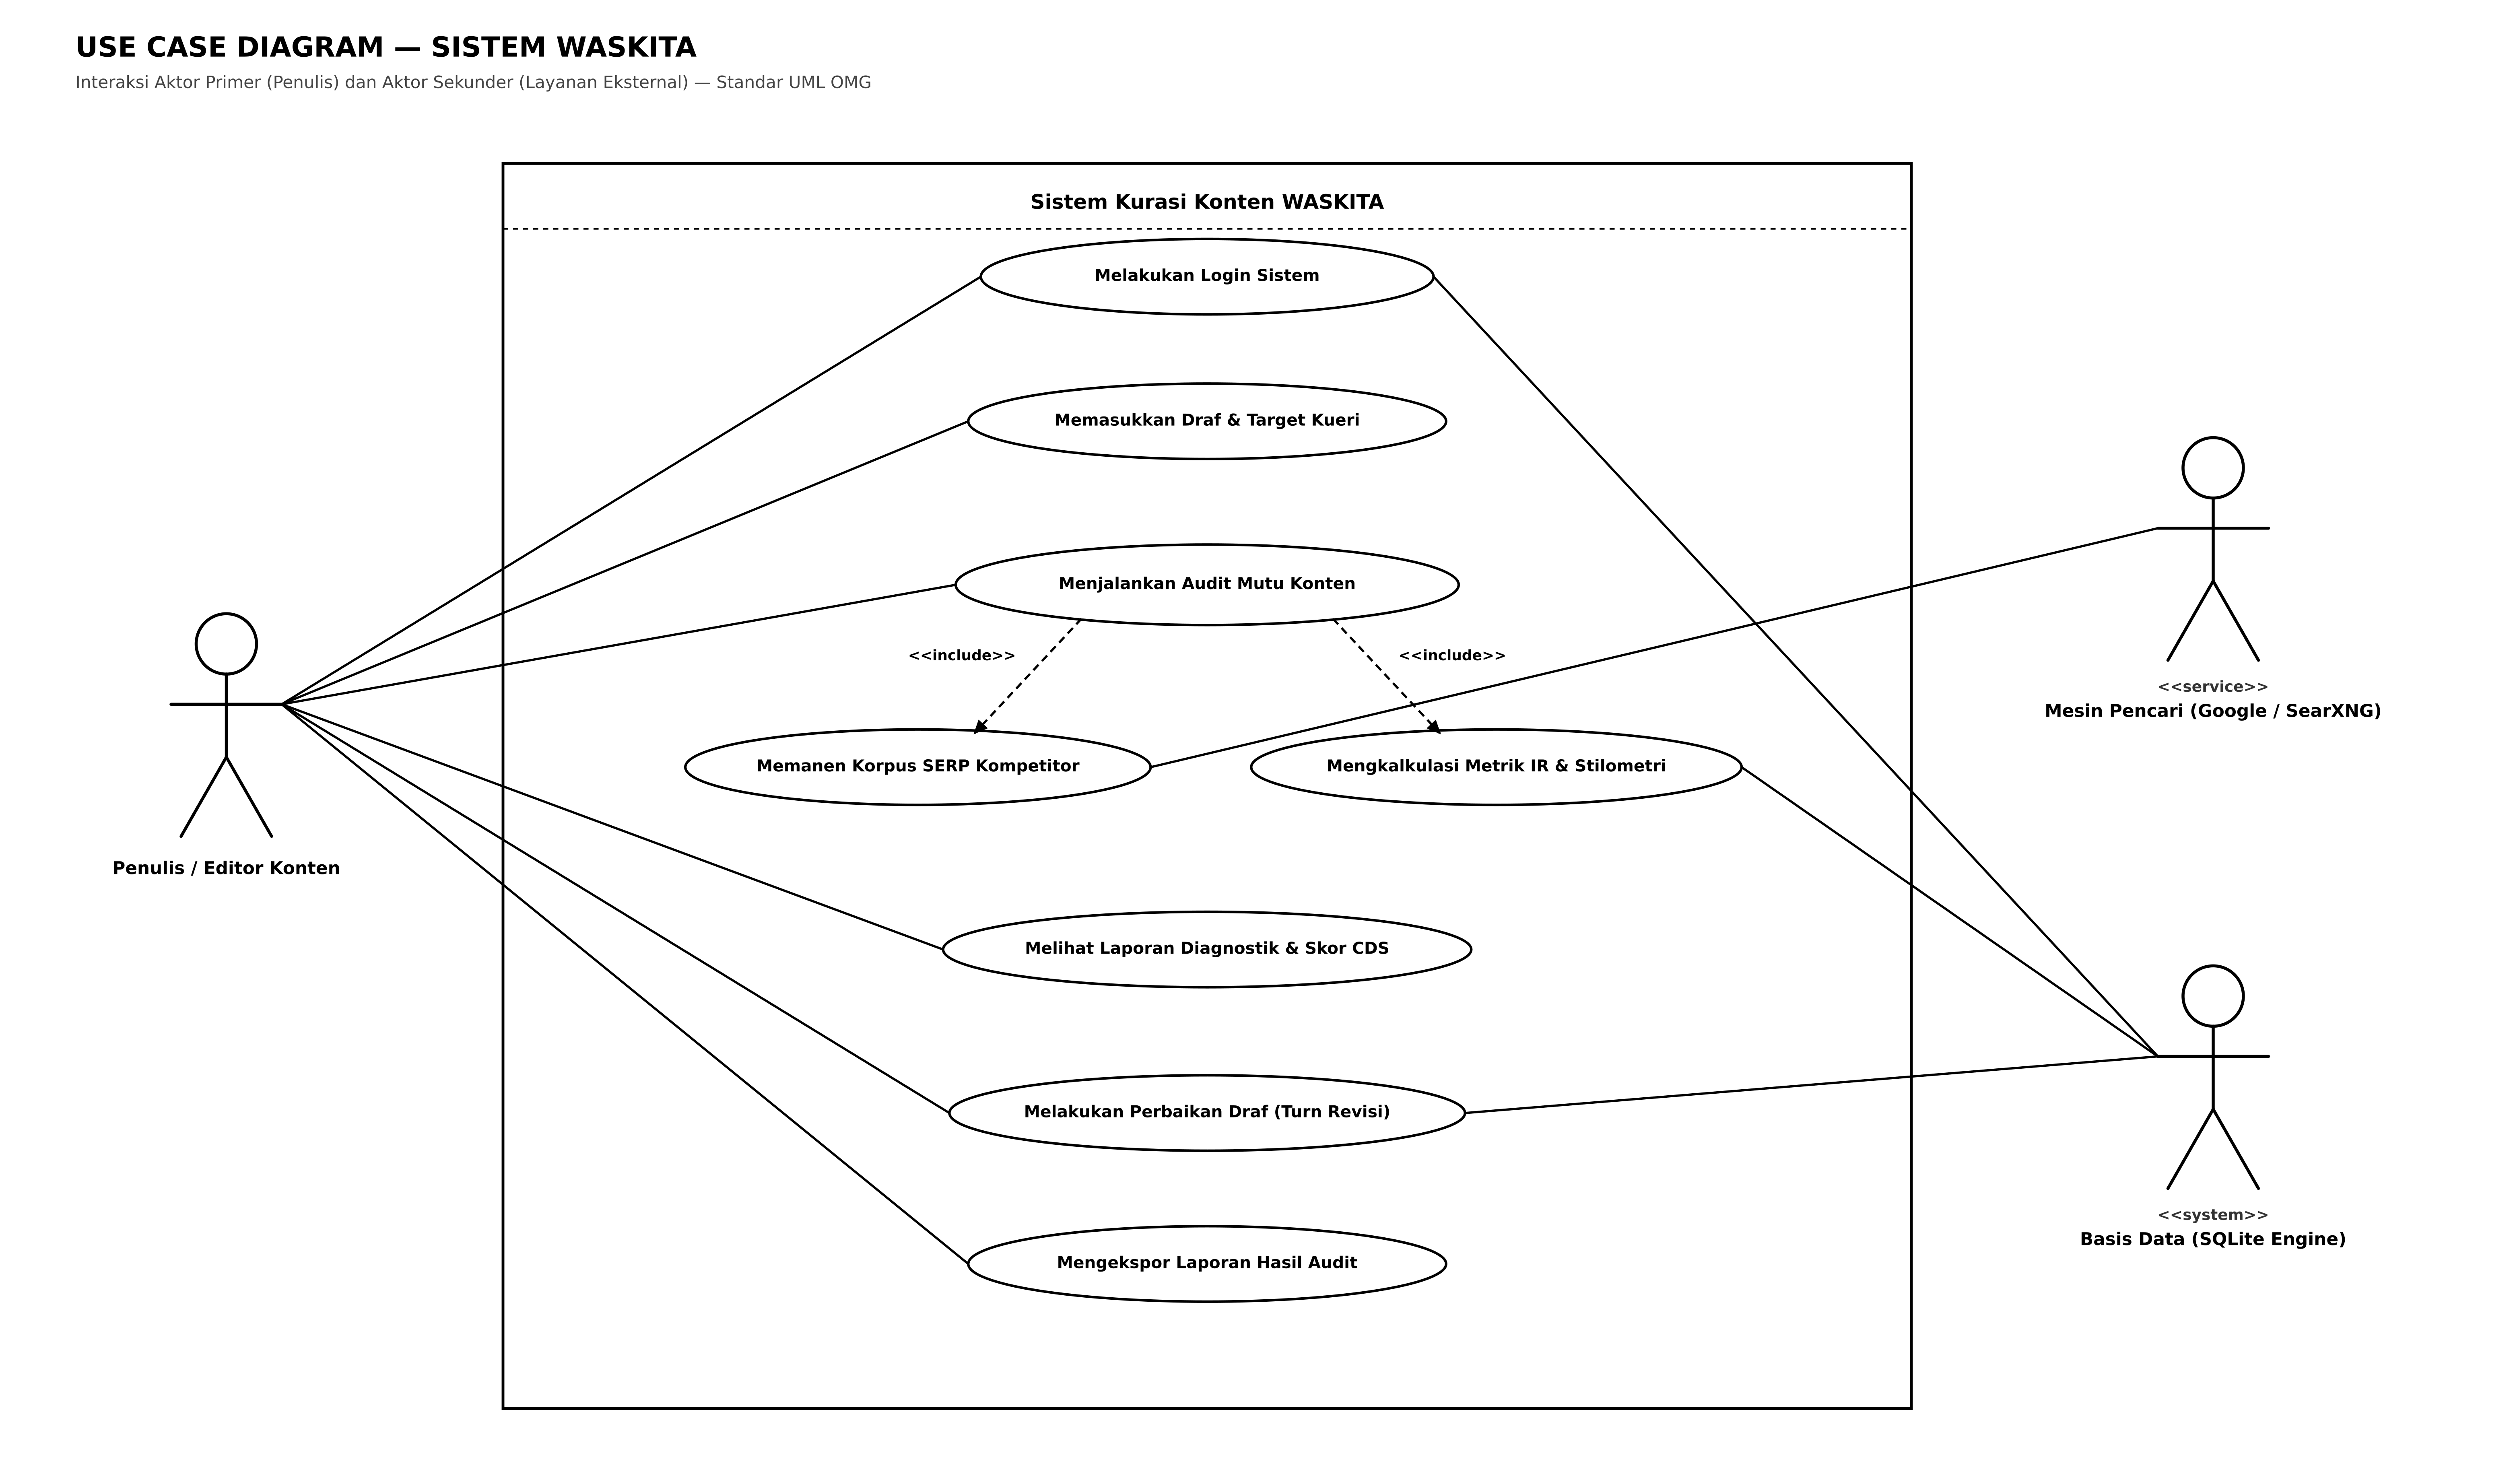 USE CASE DIAGRAM — SISTEM WASKITA
Interaksi Aktor Primer (Penulis) dan Aktor Sekunder (Layanan Eksternal) — Standar UML OMG
Sistem Kurasi Konten WASKITA
Melakukan Login Sistem
Memasukkan Draf & Target Kueri
Menjalankan Audit Mutu Konten
<<include>>
<<include>>
<<service>>
Mesin Pencari (Google / SearXNG)
Memanen Korpus SERP Kompetitor
Mengkalkulasi Metrik IR & Stilometri
Penulis / Editor Konten
Melihat Laporan Diagnostik & Skor CDS
Melakukan Perbaikan Draf (Turn Revisi)
<<system>>
Basis Data (SQLite Engine)
Mengekspor Laporan Hasil Audit